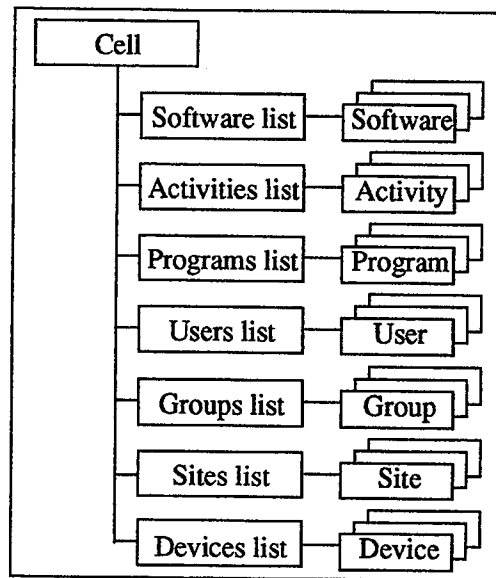 Cell
Software list Software
Activities list Activity
Programs list Program
Users list User
Groups list Group
Sites list Site
Devices list Device